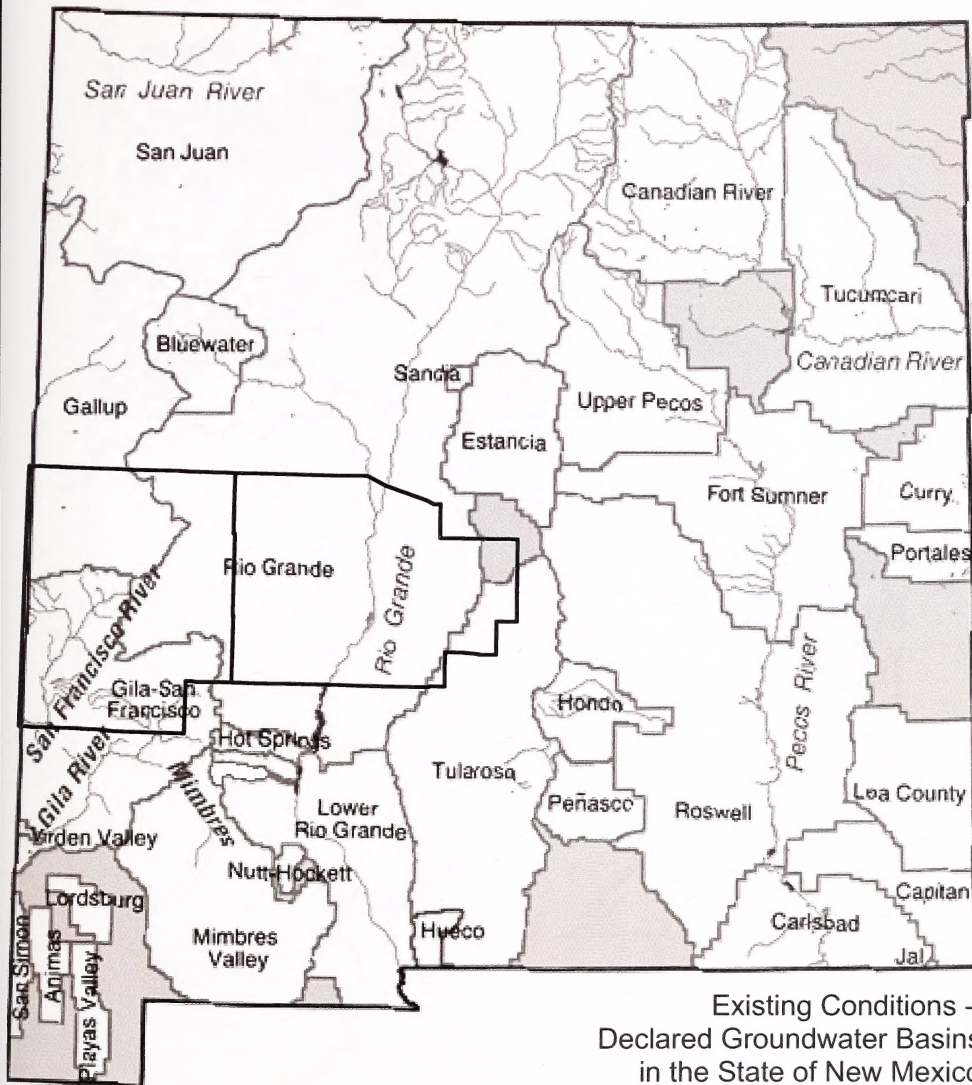 San Juan River
San Juan
Canadian River
Tucumcari
Bluewater
Canadian River
Sandia
Gallup
Upper Pecos
Estancia
Fort Sumner
Curry
Portales
Rio Grande
Rio Grande
San Francisco River
Pecos River
Gila-San
Francisco
Hondo
Hot Springs
Gila River
Mimbres
Tularosa
Lower
Rio Grande
Peñasco
Roswell
Lea County
Virden Valley
Nutt-Hockett
Lordsburg
Capitan
Carlsbad
Hueco
Mimbres
Valley
San Simon
Animas
Playas Valley
Jal
Existing Conditions -
Declared Groundwater Basins
in the State of New Mexico